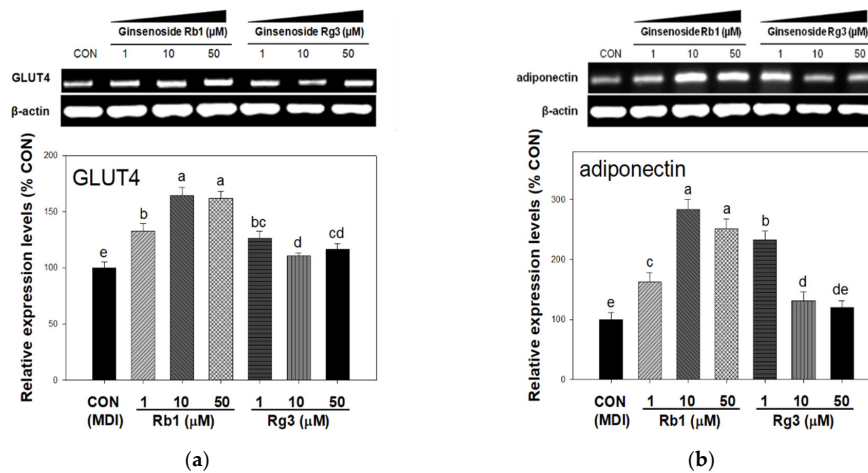 Ginsenoside Rb1 (μM) Ginsenoside Rg3 (μM)
CON 1 10 50 1 10 50
GLUT4
β-actin
Relative expression levels (% CON)
200
150
100
50
0
GLUT4
e b a a bc d cd
CON 1 10 50 1 10 50
(MDI) Rb1 (μM) Rg3 (μM)
(a)
Ginsenoside Rb1 (μM) Ginsenoside Rg3 (μM)
CON 1 10 50 1 10 50
adiponectin
β-actin
Relative expression levels (% CON)
300
200
100
0
adiponectin
e c a a b d de
CON 1 10 50 1 10 50
(MDI) Rb1 (μM) Rg3 (μM)
(b)